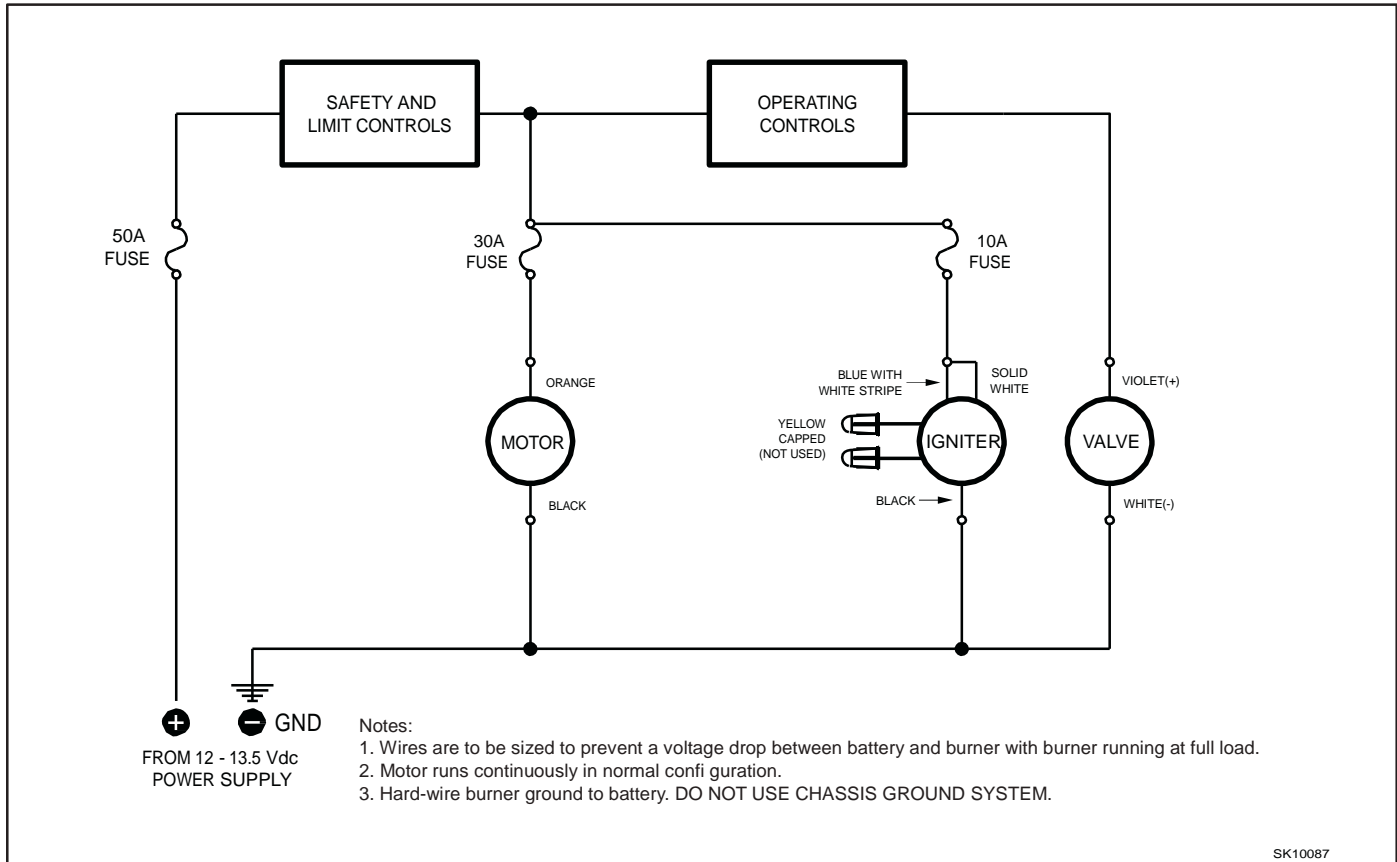 SAFETY AND
LIMIT CONTROLS
OPERATING
CONTROLS
50A
FUSE
30A
FUSE
10A
FUSE
ORANGE
BLUE WITH
WHITE STRIPE
SOLID
WHITE
VIOLET(+)
YELLOW
CAPPED
(NOT USED)
MOTOR
IGNITER
VALVE
BLACK
BLACK
WHITE(-)
+
- GND
FROM 12 - 13.5 Vdc
POWER SUPPLY
Notes:
1. Wires are to be sized to prevent a voltage drop between battery and burner with burner running at full load.
2. Motor runs continuously in normal confi guration.
3. Hard-wire burner ground to battery. DO NOT USE CHASSIS GROUND SYSTEM.
SK10087